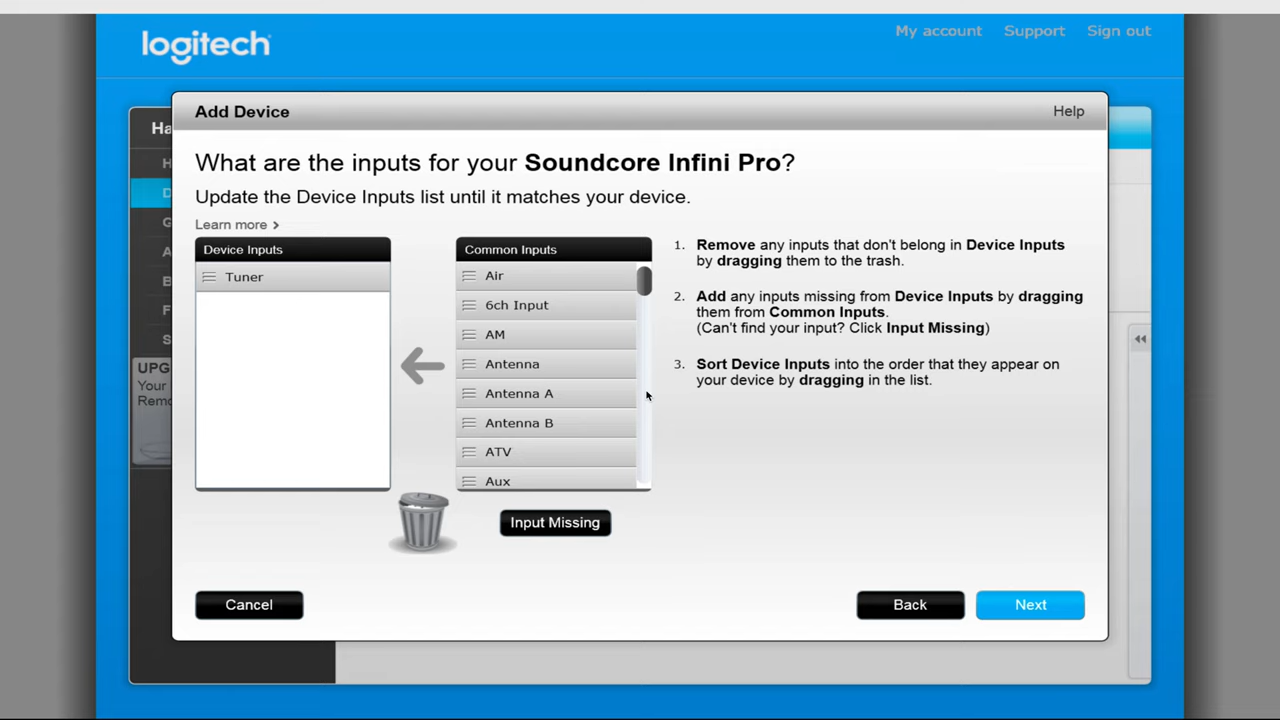 logitech
My account
Support
Sign out
Ha
Add Device
Help
H
D
G
A
B
F
S
UPG
Your
Remo
What are the inputs for your Soundcore Infini Pro?
Update the Device Inputs list until it matches your device.
Learn more >
Device Inputs
Tuner
Common Inputs
Air
6ch Input
AM
Antenna
Antenna A
Antenna B
ATV
Aux
Input Missing
1. Remove any inputs that don't belong in Device Inputs
by dragging them to the trash.
2. Add any inputs missing from Device Inputs by dragging
them from Common Inputs.
(Can't find your input? Click Input Missing)
3. Sort Device Inputs into the order that they appear on
your device by dragging in the list.
Cancel
Back
Next